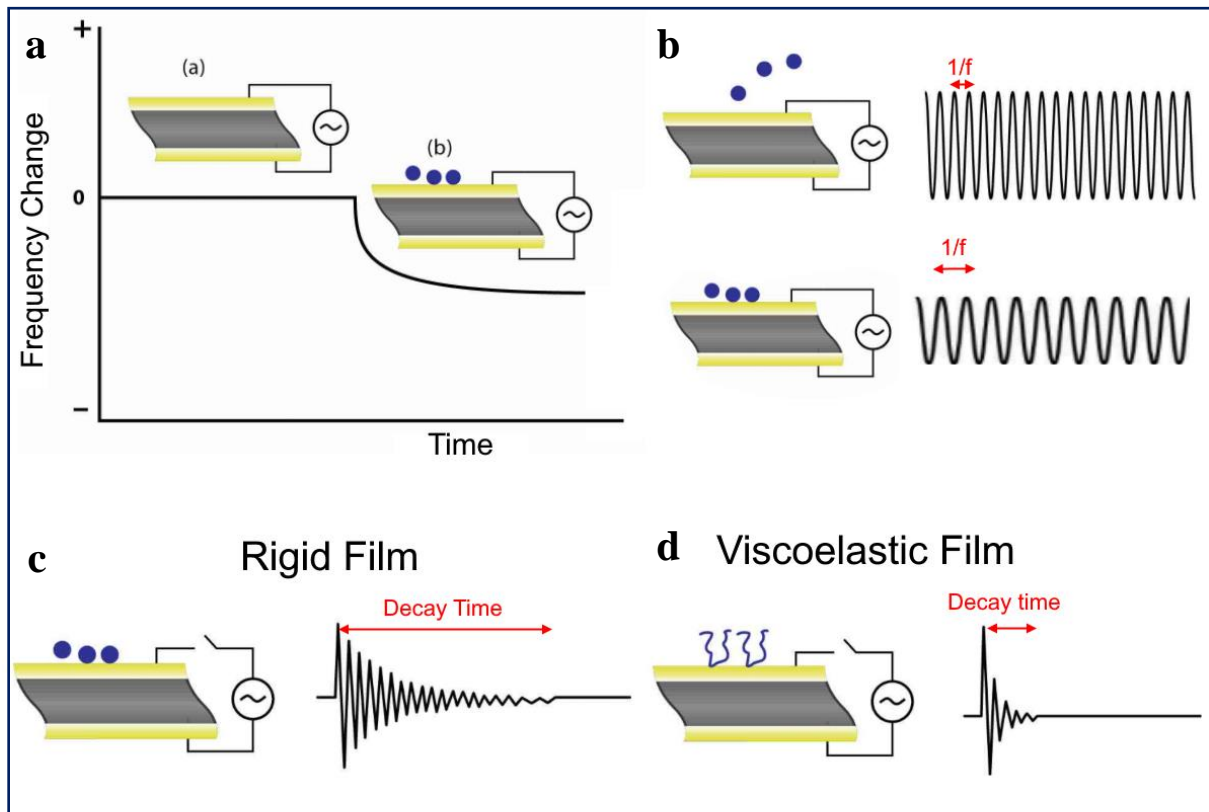 a
+
(a)
(b)
0
Frequency Change
−
Time
b
1/f
1/f
c
Rigid Film
Decay Time
d
Viscoelastic Film
Decay time